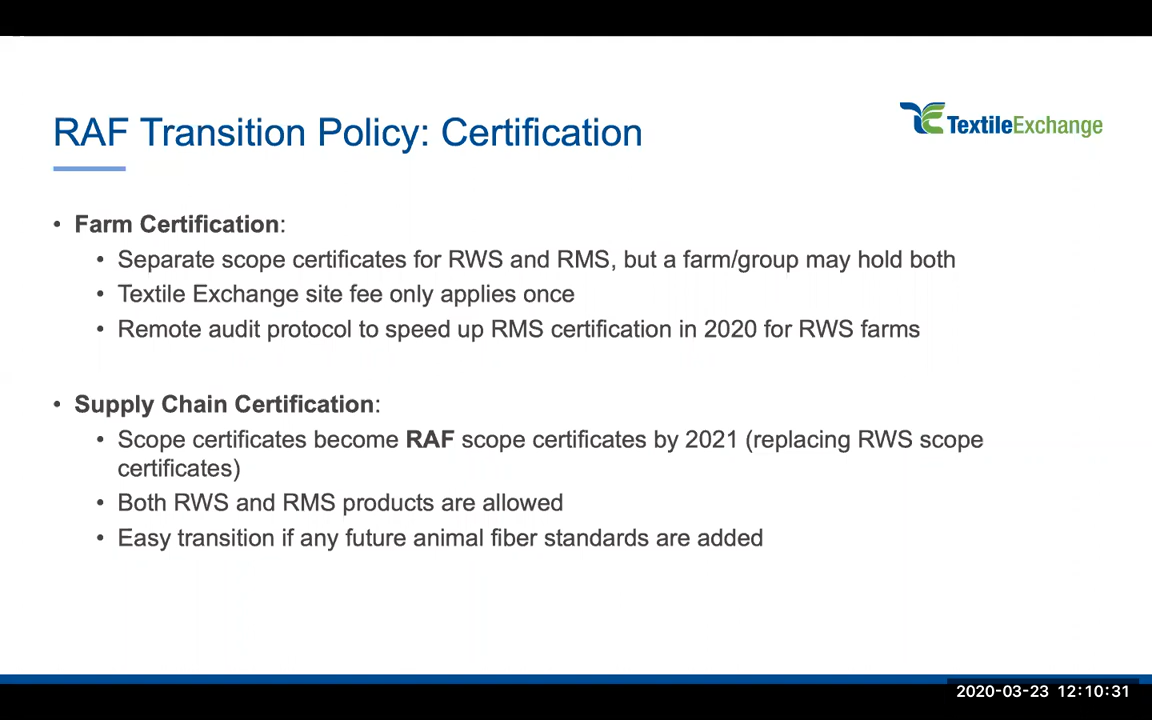 RAF Transition Policy: Certification
TextileExchange
• Farm Certification:
• Separate scope certificates for RWS and RMS, but a farm/group may hold both
• Textile Exchange site fee only applies once
• Remote audit protocol to speed up RMS certification in 2020 for RWS farms
• Supply Chain Certification:
• Scope certificates become RAF scope certificates by 2021 (replacing RWS scope
certificates)
• Both RWS and RMS products are allowed
• Easy transition if any future animal fiber standards are added
2020-03-23 12:10:31